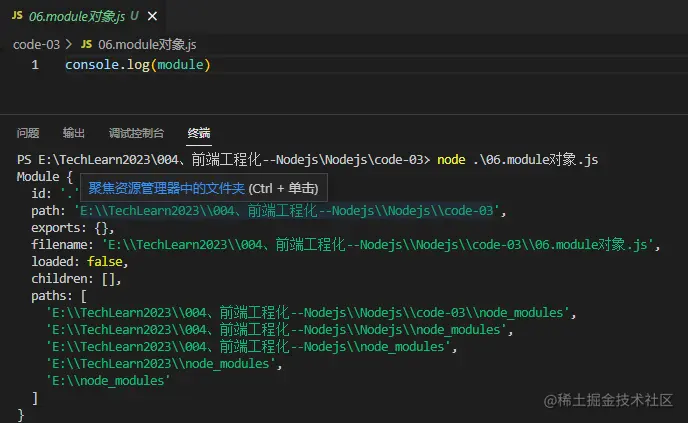 JS 06.module对象.js U ×
code-03 > JS 06.module对象.js
1 console.log(module)
问题 输出 调试控制台 终端
PS E:\TechLearn2023\004、前端工程化--Nodejs\Nodejs\code-03> node .\06.module对象.js
Module {
id: '.'
聚焦资源管理器中的文件夹 (Ctrl + 单击)
path: 'E:\\TechLearn2023\\004、前端工程化--Nodejs\\Nodejs\\code-03',
exports: {},
filename: 'E:\\TechLearn2023\\004、前端工程化--Nodejs\\Nodejs\\code-03\\06.module对象.js',
loaded: false,
children: [],
paths: [
'E:\\TechLearn2023\\004、前端工程化--Nodejs\\Nodejs\\code-03\\node_modules',
'E:\\TechLearn2023\\004、前端工程化--Nodejs\\Nodejs\\node_modules',
'E:\\TechLearn2023\\004、前端工程化--Nodejs\\node_modules',
'E:\\TechLearn2023\\node_modules',
'E:\\node_modules'
]
}
@稀土掘金技术社区